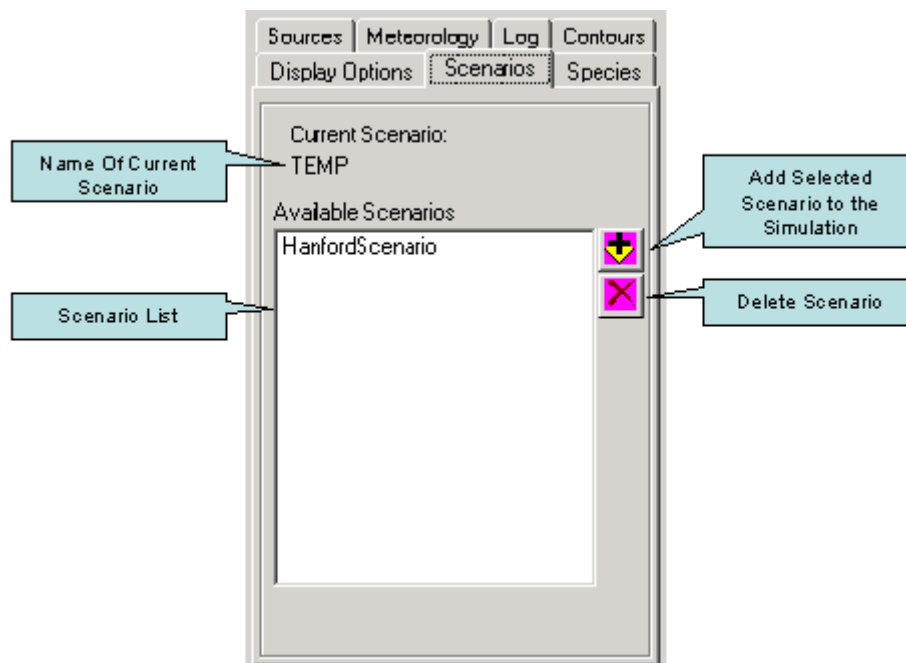 Sources Meteorology Log Contours
Display Options Scenarios Species
Current Scenario:
TEMP
Name Of Current
Scenario
Add Selected
Scenario to the
Simulation
Available Scenarios
HanfordScenario
Scenario List
Delete Scenario